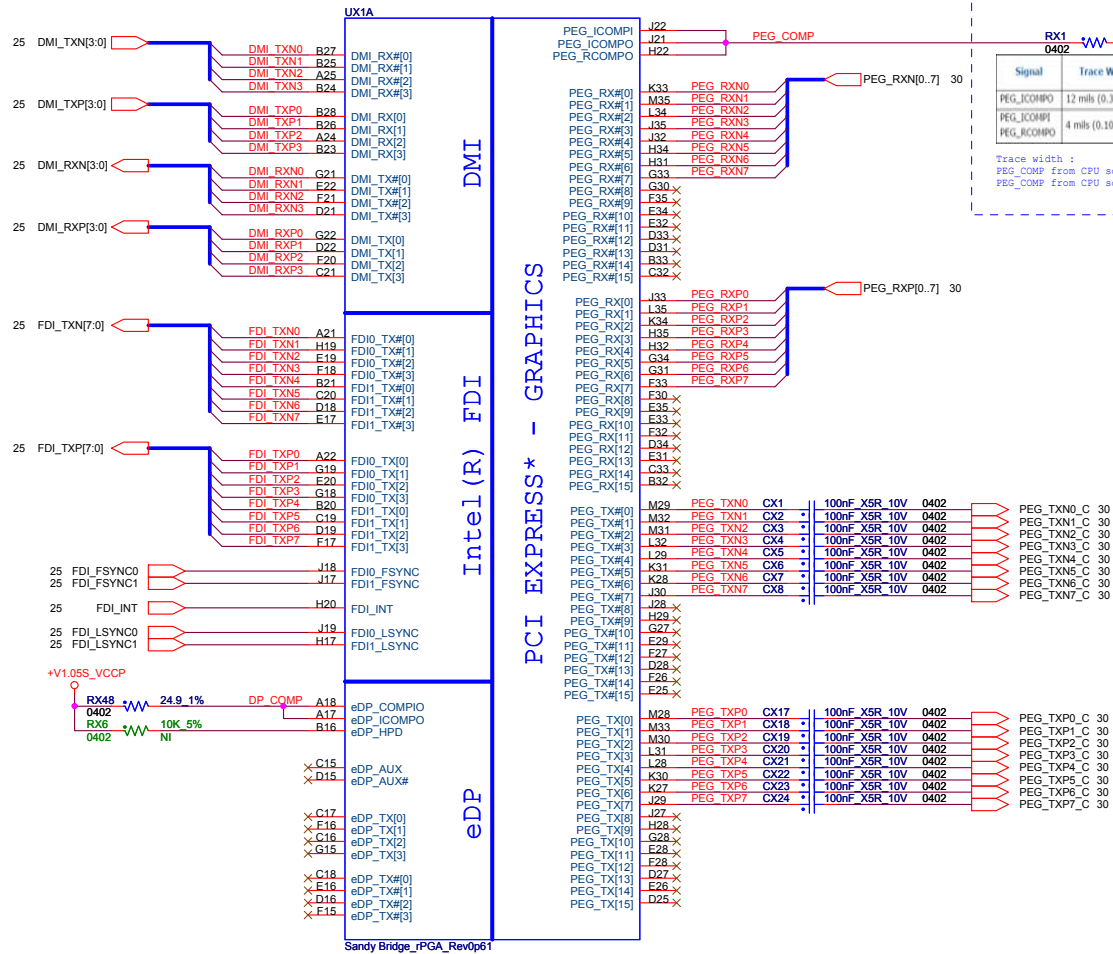 UX1A
25 DMI_TXN[3:0]
DMI_TXN0 B27 DMI_RX#[0]
DMI_TXN1 B25 DMI_RX#[1]
DMI_TXN2 A25 DMI_RX#[2]
DMI_TXN3 B24 DMI_RX#[3]
25 DMI_TXP[3:0]
DMI_TXP0 B28 DMI_RX[0]
DMI_TXP1 B26 DMI_RX[1]
DMI_TXP2 A24 DMI_RX[2]
DMI_TXP3 B23 DMI_RX[3]
25 DMI_RXN[3:0]
DMI_RXN0 G21 DMI_TX#[0]
DMI_RXN1 E22 DMI_TX#[1]
DMI_RXN2 F21 DMI_TX#[2]
DMI_RXN3 D21 DMI_TX#[3]
25 DMI_RXP[3:0]
DMI_RXP0 G22 DMI_TX[0]
DMI_RXP1 D22 DMI_TX[1]
DMI_RXP2 F20 DMI_TX[2]
DMI_RXP3 C21 DMI_TX[3]
DMI
25 FDI_TXN[7:0]
FDI_TXN0 A21 FDI0_TX#[0]
FDI_TXN1 H19 FDI0_TX#[1]
FDI_TXN2 E19 FDI0_TX#[2]
FDI_TXN3 F18 FDI0_TX#[3]
FDI_TXN4 B21 FDI1_TX#[0]
FDI_TXN5 C20 FDI1_TX#[1]
FDI_TXN6 D18 FDI1_TX#[2]
FDI_TXN7 E17 FDI1_TX#[3]
25 FDI_TXP[7:0]
FDI_TXP0 A22 FDI0_TX[0]
FDI_TXP1 G19 FDI0_TX[1]
FDI_TXP2 E20 FDI0_TX[2]
FDI_TXP3 G18 FDI0_TX[3]
FDI_TXP4 B20 FDI1_TX[0]
FDI_TXP5 C19 FDI1_TX[1]
FDI_TXP6 D19 FDI1_TX[2]
FDI_TXP7 F17 FDI1_TX[3]
25 FDI_FSYNC0 J18 FDI0_FSYNC
25 FDI_FSYNC1 J17 FDI1_FSYNC
25 FDI_INT H20 FDI_INT
25 FDI_LSYNC0 J19 FDI0_LSYNC
25 FDI_LSYNC1 H17 FDI1_LSYNC
Intel(R) FDI
+V1.05S_VCCP
RX48 24.9_1% DP_COMP A18 eDP_COMPIO
0402 A17 eDP_ICOMPO
RX6 10K_5% B16 eDP_HPD
0402 NI
C15 eDP_AUX
D15 eDP_AUX#
C17 eDP_TX[0]
F16 eDP_TX[1]
C16 eDP_TX[2]
G15 eDP_TX[3]
C18 eDP_TX#[0]
E16 eDP_TX#[1]
D16 eDP_TX#[2]
F15 eDP_TX#[3]
eDP
Sandy Bridge_rPGA_Rev0p61
PCI EXPRESS* - GRAPHICS
PEG_ICOMPI J22
PEG_ICOMPO J21 PEG_COMP
PEG_RCOMPO H22
RX1
0402
Signal Trace W
PEG_ICOMPO 12 mils (0.3
PEG_ICOMPI 4 mils (0.10
PEG_RCOMPO
Trace width :
PEG_COMP from CPU so
PEG_COMP from CPU so
PEG_RXN[0..7] 30
PEG_RX#[0] K33 PEG_RXN0
PEG_RX#[1] M35 PEG_RXN1
PEG_RX#[2] L34 PEG_RXN2
PEG_RX#[3] J35 PEG_RXN3
PEG_RX#[4] J32 PEG_RXN4
PEG_RX#[5] H34 PEG_RXN5
PEG_RX#[6] H31 PEG_RXN6
PEG_RX#[7] G33 PEG_RXN7
PEG_RX#[8] G30
PEG_RX#[9] F35
PEG_RX#[10] E34
PEG_RX#[11] E32
PEG_RX#[12] D33
PEG_RX#[13] D31
PEG_RX#[14] B33
PEG_RX#[15] C32
PEG_RXP[0..7] 30
PEG_RX[0] J33 PEG_RXP0
PEG_RX[1] L35 PEG_RXP1
PEG_RX[2] K34 PEG_RXP2
PEG_RX[3] H35 PEG_RXP3
PEG_RX[4] H32 PEG_RXP4
PEG_RX[5] G34 PEG_RXP5
PEG_RX[6] G31 PEG_RXP6
PEG_RX[7] F33 PEG_RXP7
PEG_RX[8] F30
PEG_RX[9] E35
PEG_RX[10] E33
PEG_RX[11] F32
PEG_RX[12] D34
PEG_RX[13] E31
PEG_RX[14] C33
PEG_RX[15] B32
PEG_TX#[0] M29 PEG_TXN0 CX1 100nF_X5R_10V 0402 PEG_TXN0_C 30
PEG_TX#[1] M32 PEG_TXN1 CX2 100nF_X5R_10V 0402 PEG_TXN1_C 30
PEG_TX#[2] M31 PEG_TXN2 CX3 100nF_X5R_10V 0402 PEG_TXN2_C 30
PEG_TX#[3] L32 PEG_TXN3 CX4 100nF_X5R_10V 0402 PEG_TXN3_C 30
PEG_TX#[4] L29 PEG_TXN4 CX5 100nF_X5R_10V 0402 PEG_TXN4_C 30
PEG_TX#[5] K31 PEG_TXN5 CX6 100nF_X5R_10V 0402 PEG_TXN5_C 30
PEG_TX#[6] K28 PEG_TXN6 CX7 100nF_X5R_10V 0402 PEG_TXN6_C 30
PEG_TX#[7] J30 PEG_TXN7 CX8 100nF_X5R_10V 0402 PEG_TXN7_C 30
PEG_TX#[8] J28
PEG_TX#[9] H29
PEG_TX#[10] G27
PEG_TX#[11] E29
PEG_TX#[12] F27
PEG_TX#[13] D28
PEG_TX#[14] F26
PEG_TX#[15] E25
PEG_TX[0] M28 PEG_TXP0 CX17 100nF_X5R_10V 0402 PEG_TXP0_C 30
PEG_TX[1] M33 PEG_TXP1 CX18 100nF_X5R_10V 0402 PEG_TXP1_C 30
PEG_TX[2] M30 PEG_TXP2 CX19 100nF_X5R_10V 0402 PEG_TXP2_C 30
PEG_TX[3] L31 PEG_TXP3 CX20 100nF_X5R_10V 0402 PEG_TXP3_C 30
PEG_TX[4] L28 PEG_TXP4 CX21 100nF_X5R_10V 0402 PEG_TXP4_C 30
PEG_TX[5] K30 PEG_TXP5 CX22 100nF_X5R_10V 0402 PEG_TXP5_C 30
PEG_TX[6] K27 PEG_TXP6 CX23 100nF_X5R_10V 0402 PEG_TXP6_C 30
PEG_TX[7] J29 PEG_TXP7 CX24 100nF_X5R_10V 0402 PEG_TXP7_C 30
PEG_TX[8] J27
PEG_TX[9] H28
PEG_TX[10] G28
PEG_TX[11] E28
PEG_TX[12] F28
PEG_TX[13] D27
PEG_TX[14] E26
PEG_TX[15] D25